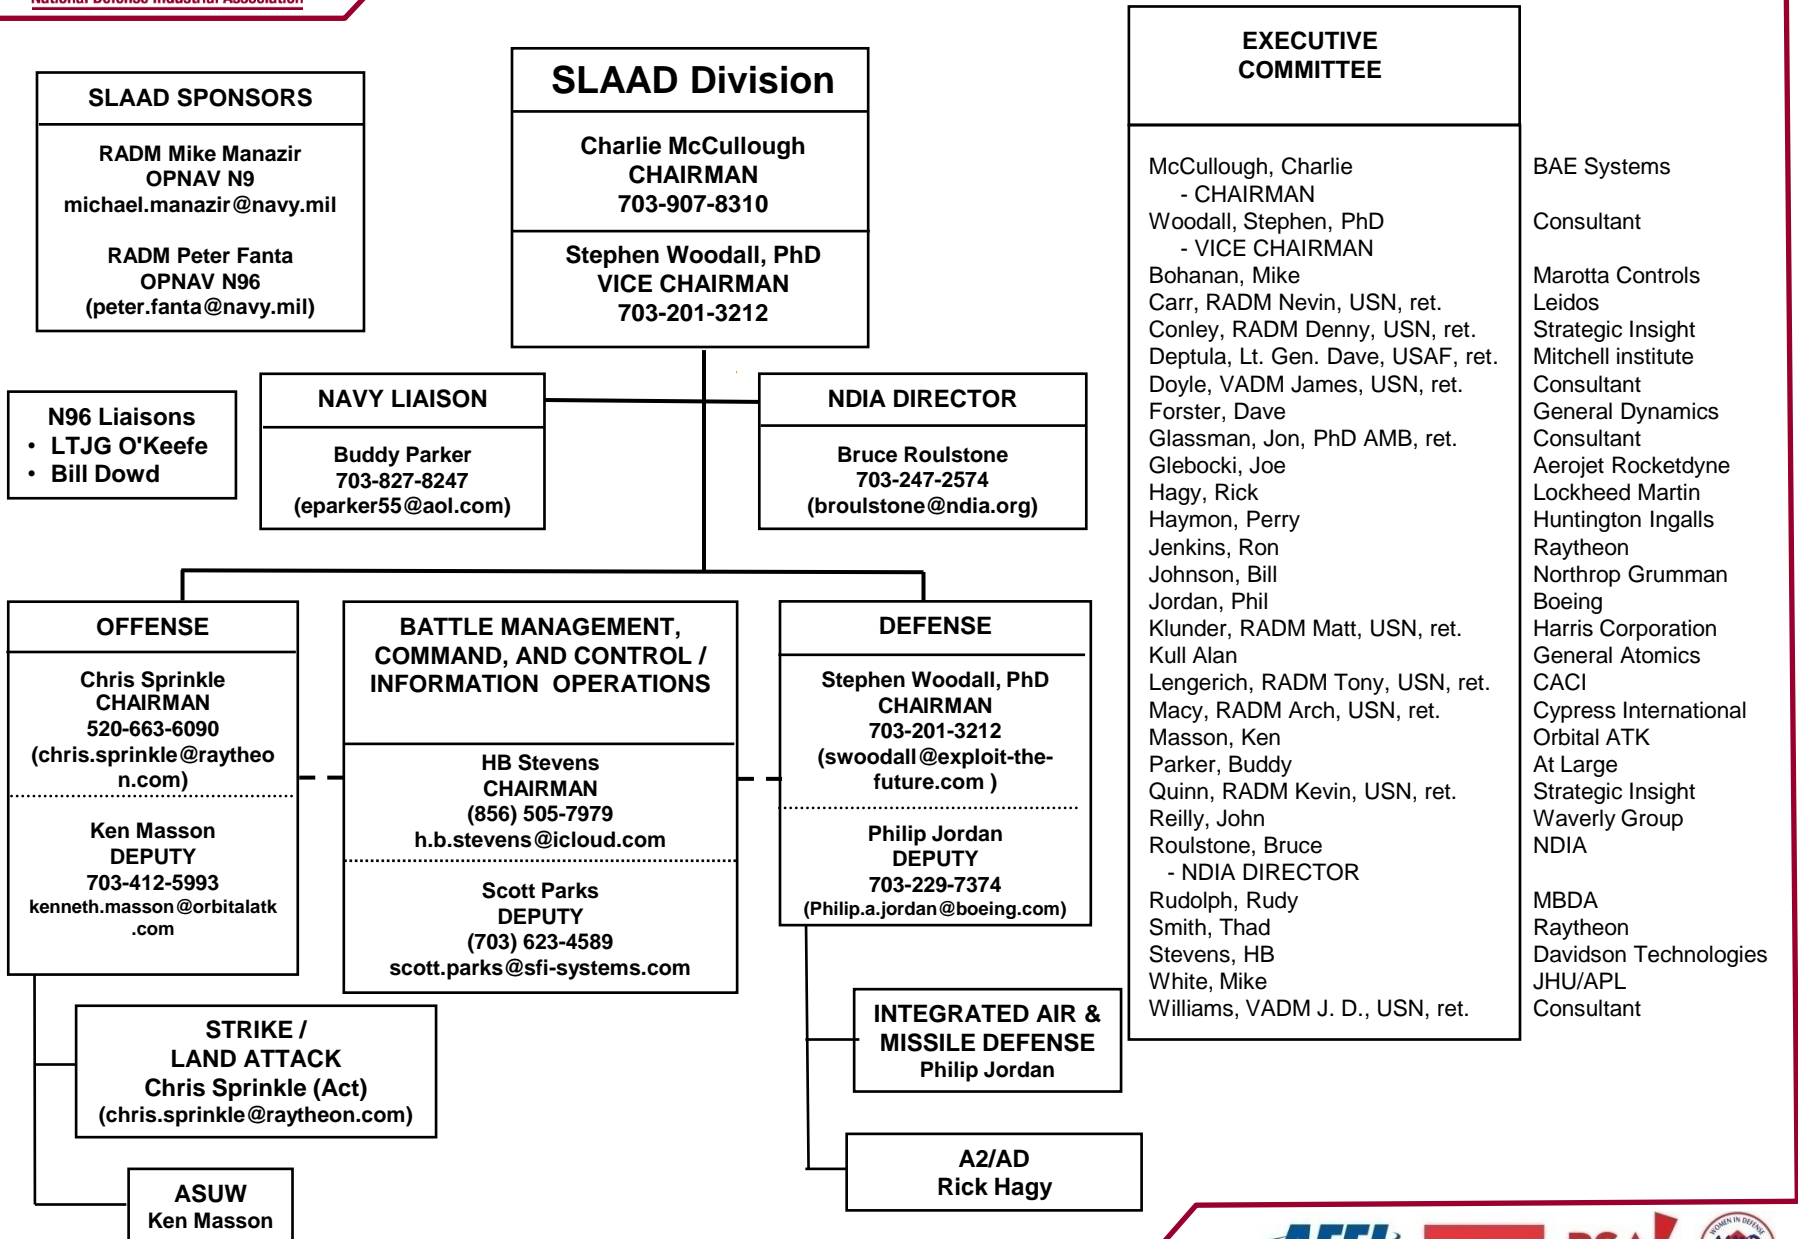 National Defense Industrial Association
SLAAD SPONSORS
RADM Mike Manazir
OPNAV N9
michael.manazir@navy.mil
RADM Peter Fanta
OPNAV N96
(peter.fanta@navy.mil)
SLAAD Division
Charlie McCullough
CHAIRMAN
703-907-8310
Stephen Woodall, PhD
VICE CHAIRMAN
703-201-3212
N96 Liaisons
• LTJG O'Keefe
• Bill Dowd
NAVY LIAISON
Buddy Parker
703-827-8247
(eparker55@aol.com)
NDIA DIRECTOR
Bruce Roulstone
703-247-2574
(broulstone@ndia.org)
OFFENSE
Chris Sprinkle
CHAIRMAN
520-663-6090
(chris.sprinkle@raytheo
n.com)
Ken Masson
DEPUTY
703-412-5993
kenneth.masson@orbitalatk
.com
BATTLE MANAGEMENT,
COMMAND, AND CONTROL /
INFORMATION OPERATIONS
HB Stevens
CHAIRMAN
(856) 505-7979
h.b.stevens@icloud.com
Scott Parks
DEPUTY
(703) 623-4589
scott.parks@sfi-systems.com
DEFENSE
Stephen Woodall, PhD
CHAIRMAN
703-201-3212
(swoodall@exploit-the-
future.com )
Philip Jordan
DEPUTY
703-229-7374
(Philip.a.jordan@boeing.com)
STRIKE /
LAND ATTACK
Chris Sprinkle (Act)
(chris.sprinkle@raytheon.com)
ASUW
Ken Masson
INTEGRATED AIR &
MISSILE DEFENSE
Philip Jordan
A2/AD
Rick Hagy
EXECUTIVE
COMMITTEE
McCullough, Charlie BAE Systems
- CHAIRMAN
Woodall, Stephen, PhD Consultant
- VICE CHAIRMAN
Bohanan, Mike Marotta Controls
Carr, RADM Nevin, USN, ret. Leidos
Conley, RADM Denny, USN, ret. Strategic Insight
Deptula, Lt. Gen. Dave, USAF, ret. Mitchell institute
Doyle, VADM James, USN, ret. Consultant
Forster, Dave General Dynamics
Glassman, Jon, PhD AMB, ret. Consultant
Glebocki, Joe Aerojet Rocketdyne
Hagy, Rick Lockheed Martin
Haymon, Perry Huntington Ingalls
Jenkins, Ron Raytheon
Johnson, Bill Northrop Grumman
Jordan, Phil Boeing
Klunder, RADM Matt, USN, ret. Harris Corporation
Kull Alan General Atomics
Lengerich, RADM Tony, USN, ret. CACI
Macy, RADM Arch, USN, ret. Cypress International
Masson, Ken Orbital ATK
Parker, Buddy At Large
Quinn, RADM Kevin, USN, ret. Strategic Insight
Reilly, John Waverly Group
Roulstone, Bruce NDIA
- NDIA DIRECTOR
Rudolph, Rudy MBDA
Smith, Thad Raytheon
Stevens, HB Davidson Technologies
White, Mike JHU/APL
Williams, VADM J. D., USN, ret. Consultant
WOMEN IN DEFENSE